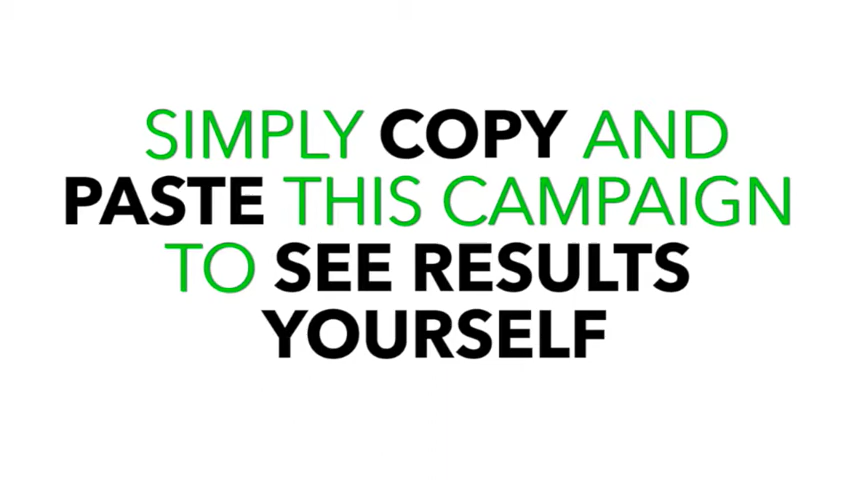 SIMPLY COPY AND
PASTE THIS CAMPAIGN
TO SEE RESULTS
YOURSELF